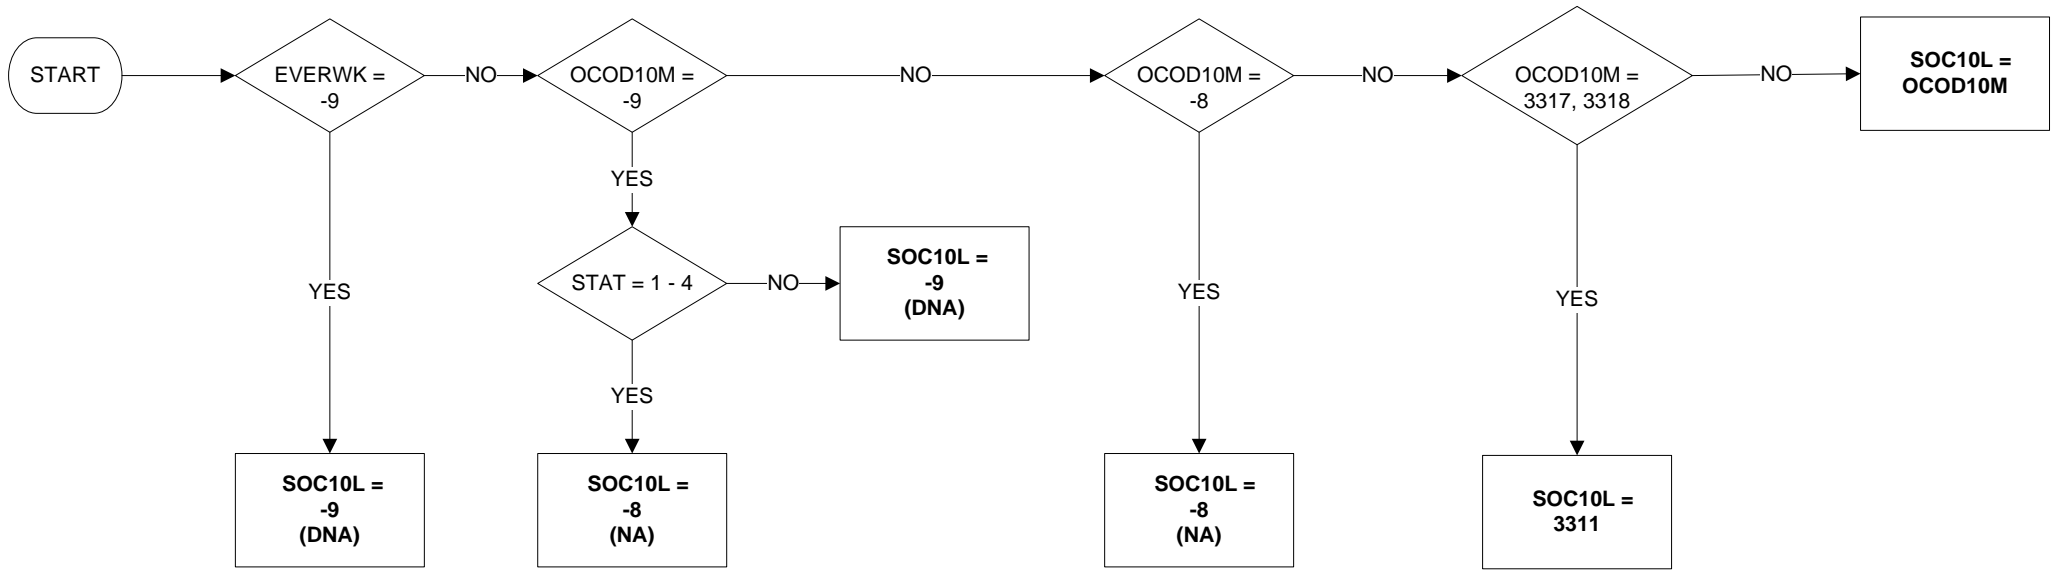 START
EVERWK =
-9
NO
OCOD10M =
-9
NO
OCOD10M =
-8
NO
OCOD10M =
3317, 3318
NO
SOC10L =
OCOD10M
YES
STAT = 1 - 4
NO
SOC10L =
-9
(DNA)
YES
YES
YES
YES
SOC10L =
-9
(DNA)
SOC10L =
-8
(NA)
SOC10L =
-8
(NA)
SOC10L =
3311